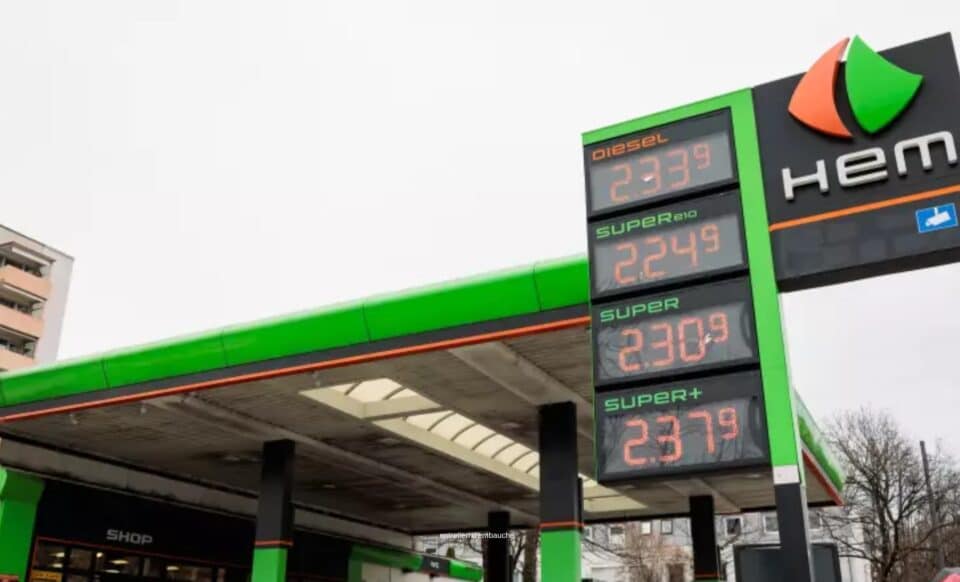 DIESEL
2.33⁹
SUPER E10
2.24⁹
SUPER
2.30⁹
SUPER+
2.37⁹
HEM
SHOP